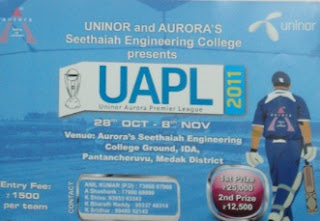 UNINOR and AURORA'S
Seethaiah Engineering College
presents
uninor
UAPL
2011
Uninor Aurora Premier League
28th OCT - 8th NOV
Venue: Aurora's Seethaiah Engineering
College Ground, IDA,
Pantancheruvu, Medak District
Entry Fee:
₹1500
per team
CONTACT
1st Prize
₹25,000
2nd Prize
₹12,500